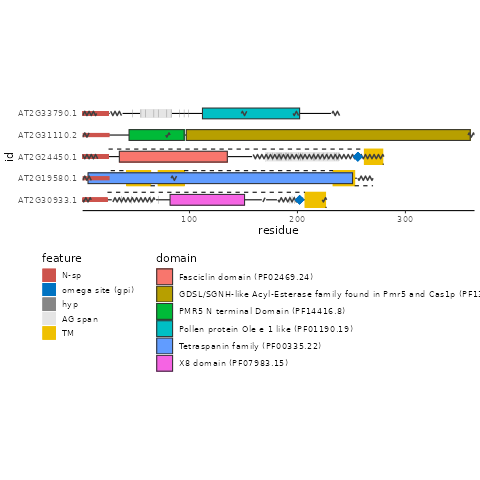 AT2G33790.1
AT2G31110.2
AT2G24450.1
AT2G19580.1
AT2G30933.1
id
100
200
300
residue
feature
N-sp
omega site (gpi)
hyp
AG span
TM
domain
Fasciclin domain (PF02469.24)
GDSL/SGNH-like Acyl-Esterase family found in Pmr5 and Cas1p (PF1
PMR5 N terminal Domain (PF14416.8)
Pollen protein Ole e 1 like (PF01190.19)
Tetraspanin family (PF00335.22)
X8 domain (PF07983.15)